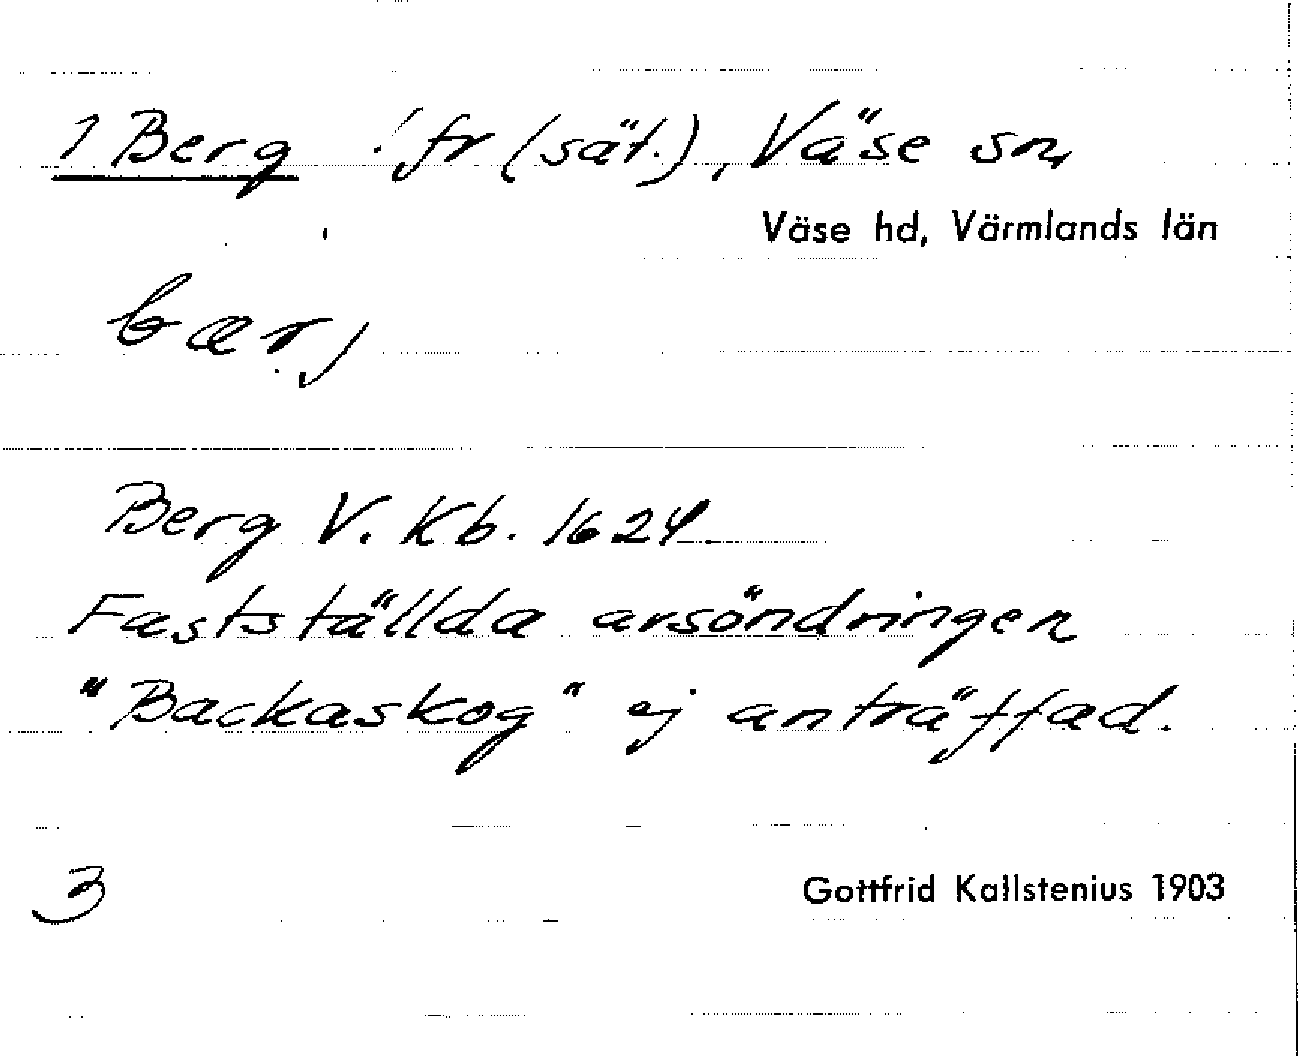 1 Berg fr (sät.), Väse sn
Väse hd, Värmlands län
bær̩j
Berg V. Kb. 1624
Fastställda avsöndringen
"Backaskog" ej anträffad.
3
Gottfrid Kallstenius 1903